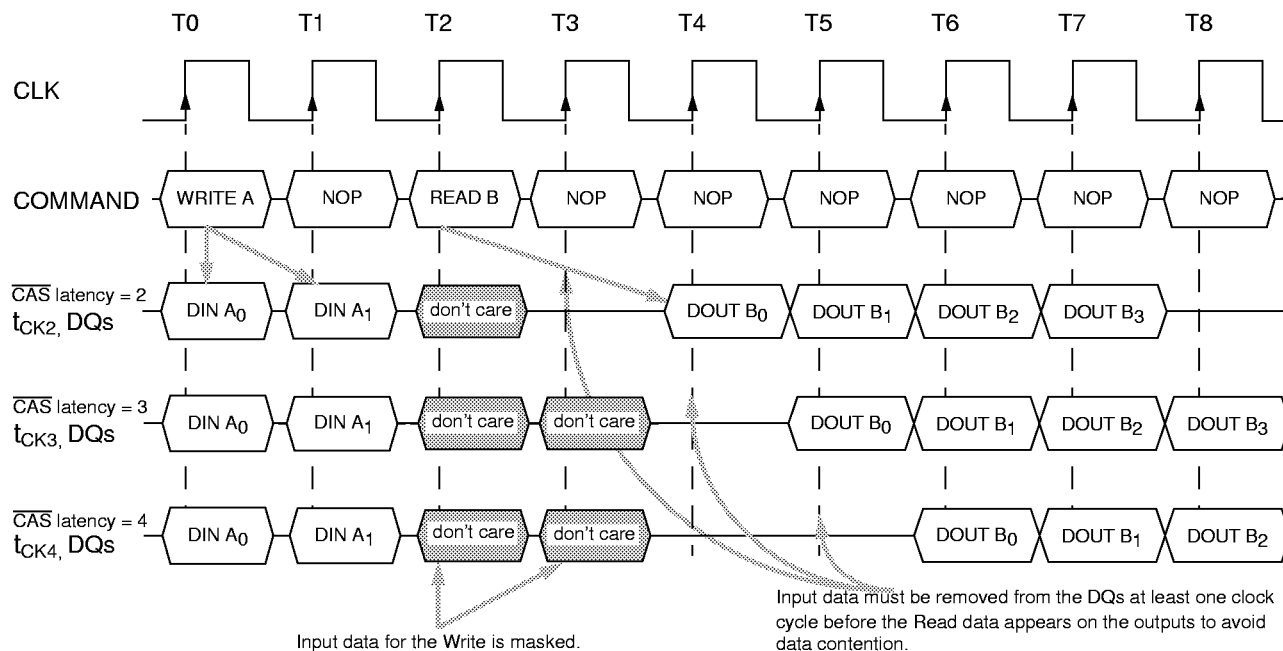 T0 T1 T2 T3 T4 T5 T6 T7 T8
CLK
COMMAND WRITE A NOP READ B NOP NOP NOP NOP NOP NOP
CAS latency = 2
tCK2, DQs DIN A0 DIN A1 don't care DOUT B0 DOUT B1 DOUT B2 DOUT B3
CAS latency = 3
tCK3, DQs DIN A0 DIN A1 don't care don't care DOUT B0 DOUT B1 DOUT B2 DOUT B3
CAS latency = 4
tCK4, DQs DIN A0 DIN A1 don't care don't care DOUT B0 DOUT B1 DOUT B2
Input data for the Write is masked.
Input data must be removed from the DQs at least one clock
cycle before the Read data appears on the outputs to avoid
data contention.